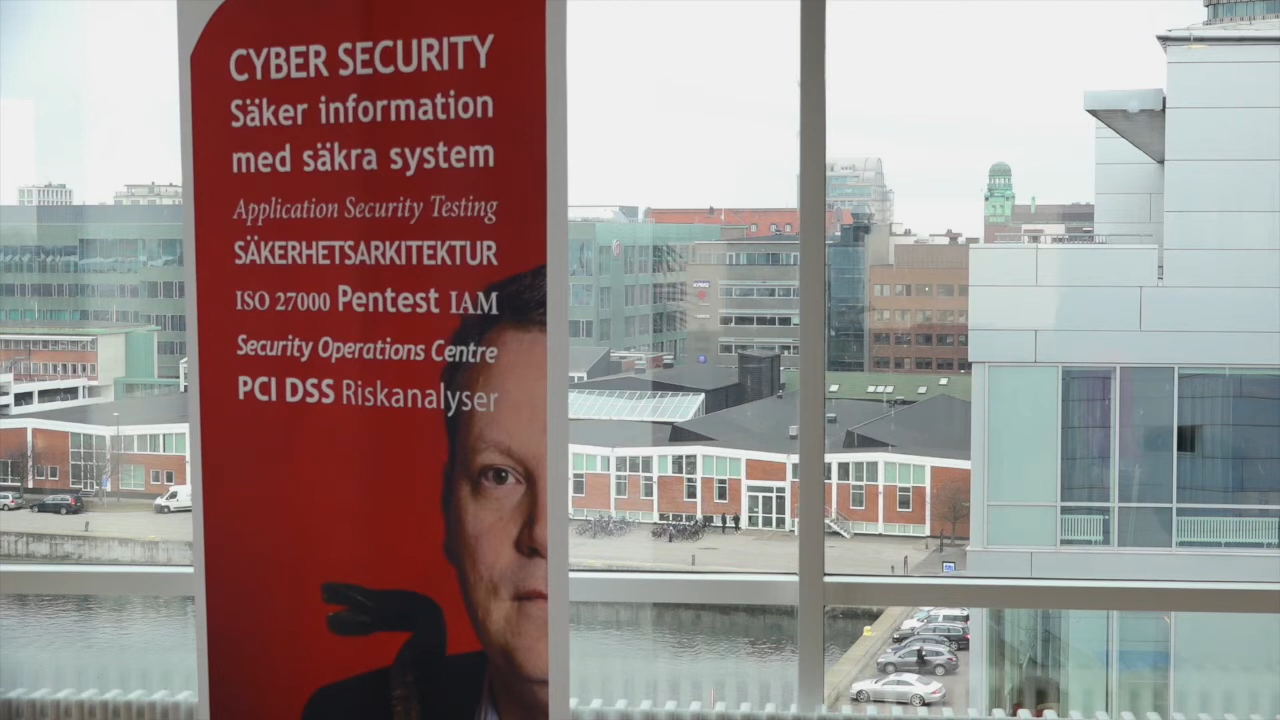 CYBER SECURITY
Säker information
med säkra system
Application Security Testing
SÄKERHETSARKITEKTUR
ISO 27000 Pentest IAM
Security Operations Centre
PCI DSS Riskanalyser